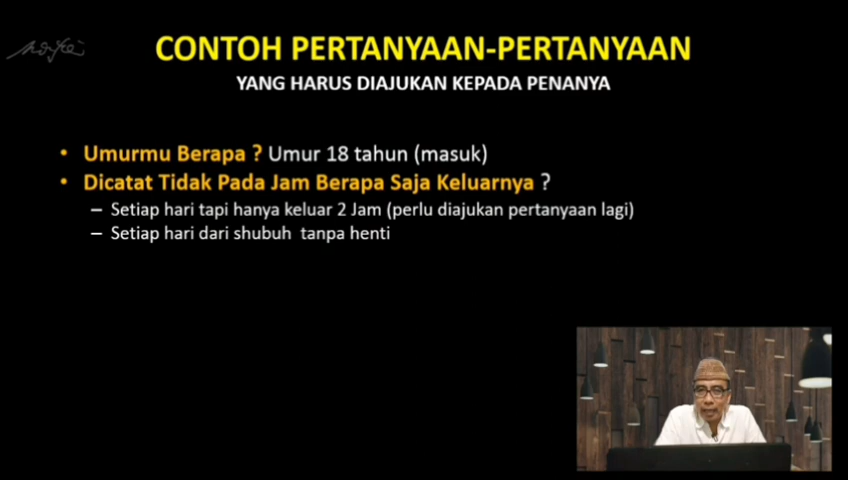 CONTOH PERTANYAAN-PERTANYAAN
YANG HARUS DIAJUKAN KEPADA PENANYA
• Umurmu Berapa ? Umur 18 tahun (masuk)
• Dicatat Tidak Pada Jam Berapa Saja Keluarnya ?
– Setiap hari tapi hanya keluar 2 Jam (perlu diajukan pertanyaan lagi)
– Setiap hari dari shubuh tanpa henti